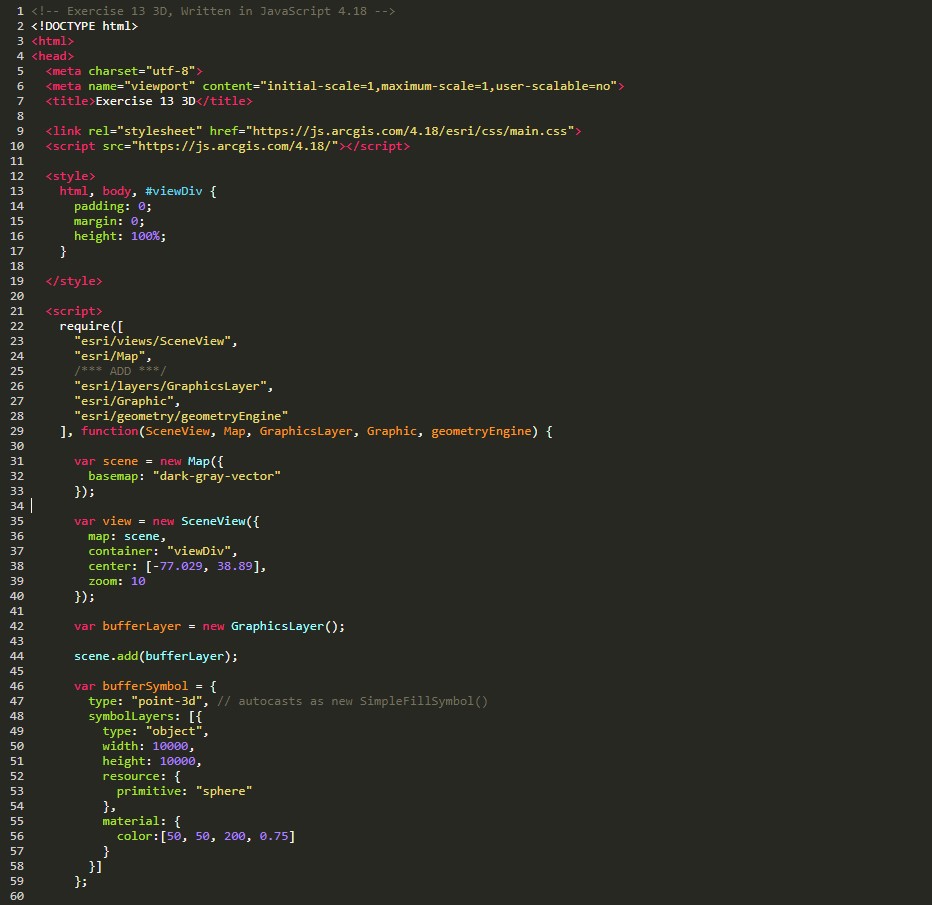 1 <!-- Exercise 13 3D, Written in JavaScript 4.18 -->
2 <!DOCTYPE html>
3 <html>
4 <head>
5   <meta charset="utf-8">
6   <meta name="viewport" content="initial-scale=1,maximum-scale=1,user-scalable=no">
7   <title>Exercise 13 3D</title>
8
9   <link rel="stylesheet" href="https://js.arcgis.com/4.18/esri/css/main.css">
10   <script src="https://js.arcgis.com/4.18/"></script>
11
12   <style>
13     html, body, #viewDiv {
14       padding: 0;
15       margin: 0;
16       height: 100%;
17     }
18
19   </style>
20
21   <script>
22     require([
23       "esri/views/SceneView",
24       "esri/Map",
25       /*** ADD ***/
26       "esri/layers/GraphicsLayer",
27       "esri/Graphic",
28       "esri/geometry/geometryEngine"
29     ], function(SceneView, Map, GraphicsLayer, Graphic, geometryEngine) {
30
31       var scene = new Map({
32         basemap: "dark-gray-vector"
33       });
34
35       var view = new SceneView({
36         map: scene,
37         container: "viewDiv",
38         center: [-77.029, 38.89],
39         zoom: 10
40       });
41
42       var bufferLayer = new GraphicsLayer();
43
44       scene.add(bufferLayer);
45
46       var bufferSymbol = {
47         type: "point-3d", // autocasts as new SimpleFillSymbol()
48         symbolLayers: [{
49           type: "object",
50           width: 10000,
51           height: 10000,
52           resource: {
53             primitive: "sphere"
54           },
55           material: {
56             color:[50, 50, 200, 0.75]
57           }
58         }]
59       };
60